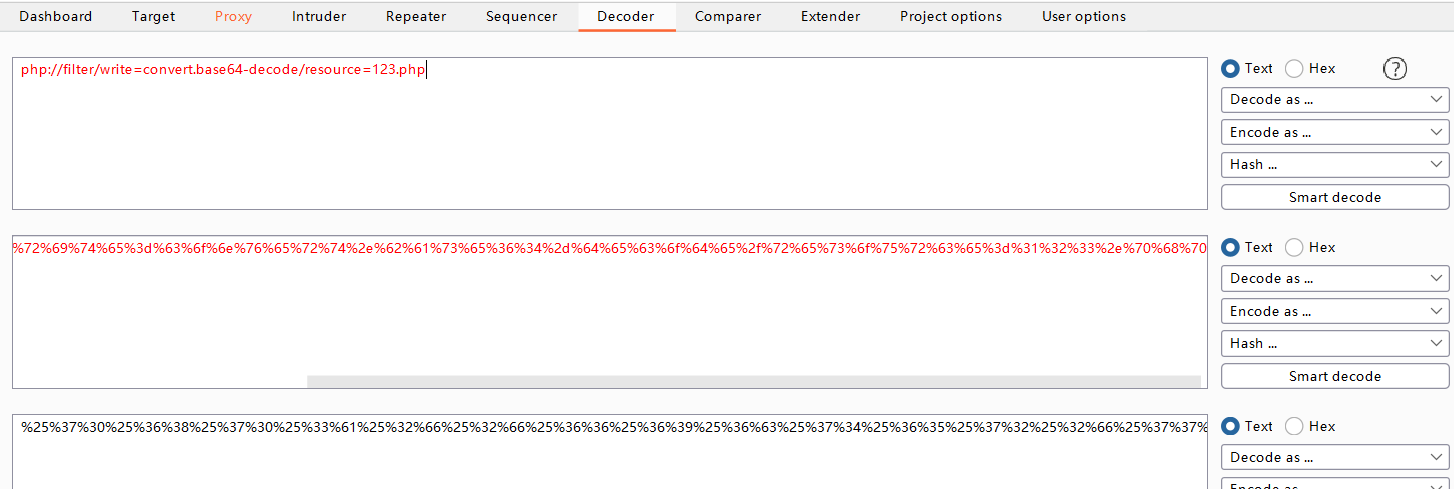 Dashboard Target Proxy Intruder Repeater Sequencer Decoder Comparer Extender Project options User options
php://filter/write=convert.base64-decode/resource=123.php
Text Hex ?
Decode as ...
Encode as ...
Hash ...
Smart decode
%72%69%74%65%3d%63%6f%6e%76%65%72%74%2e%62%61%73%65%36%34%2d%64%65%63%6f%64%65%2f%72%65%73%6f%75%72%63%65%3d%31%32%33%2e%70%68%70
Text Hex
Decode as ...
Encode as ...
Hash ...
Smart decode
%25%37%30%25%36%38%25%37%30%25%33%61%25%32%66%25%32%66%25%36%36%25%36%39%25%36%63%25%37%34%25%36%35%25%37%32%25%32%66%25%37%37%
Text Hex
Decode as ...
Encode as ...